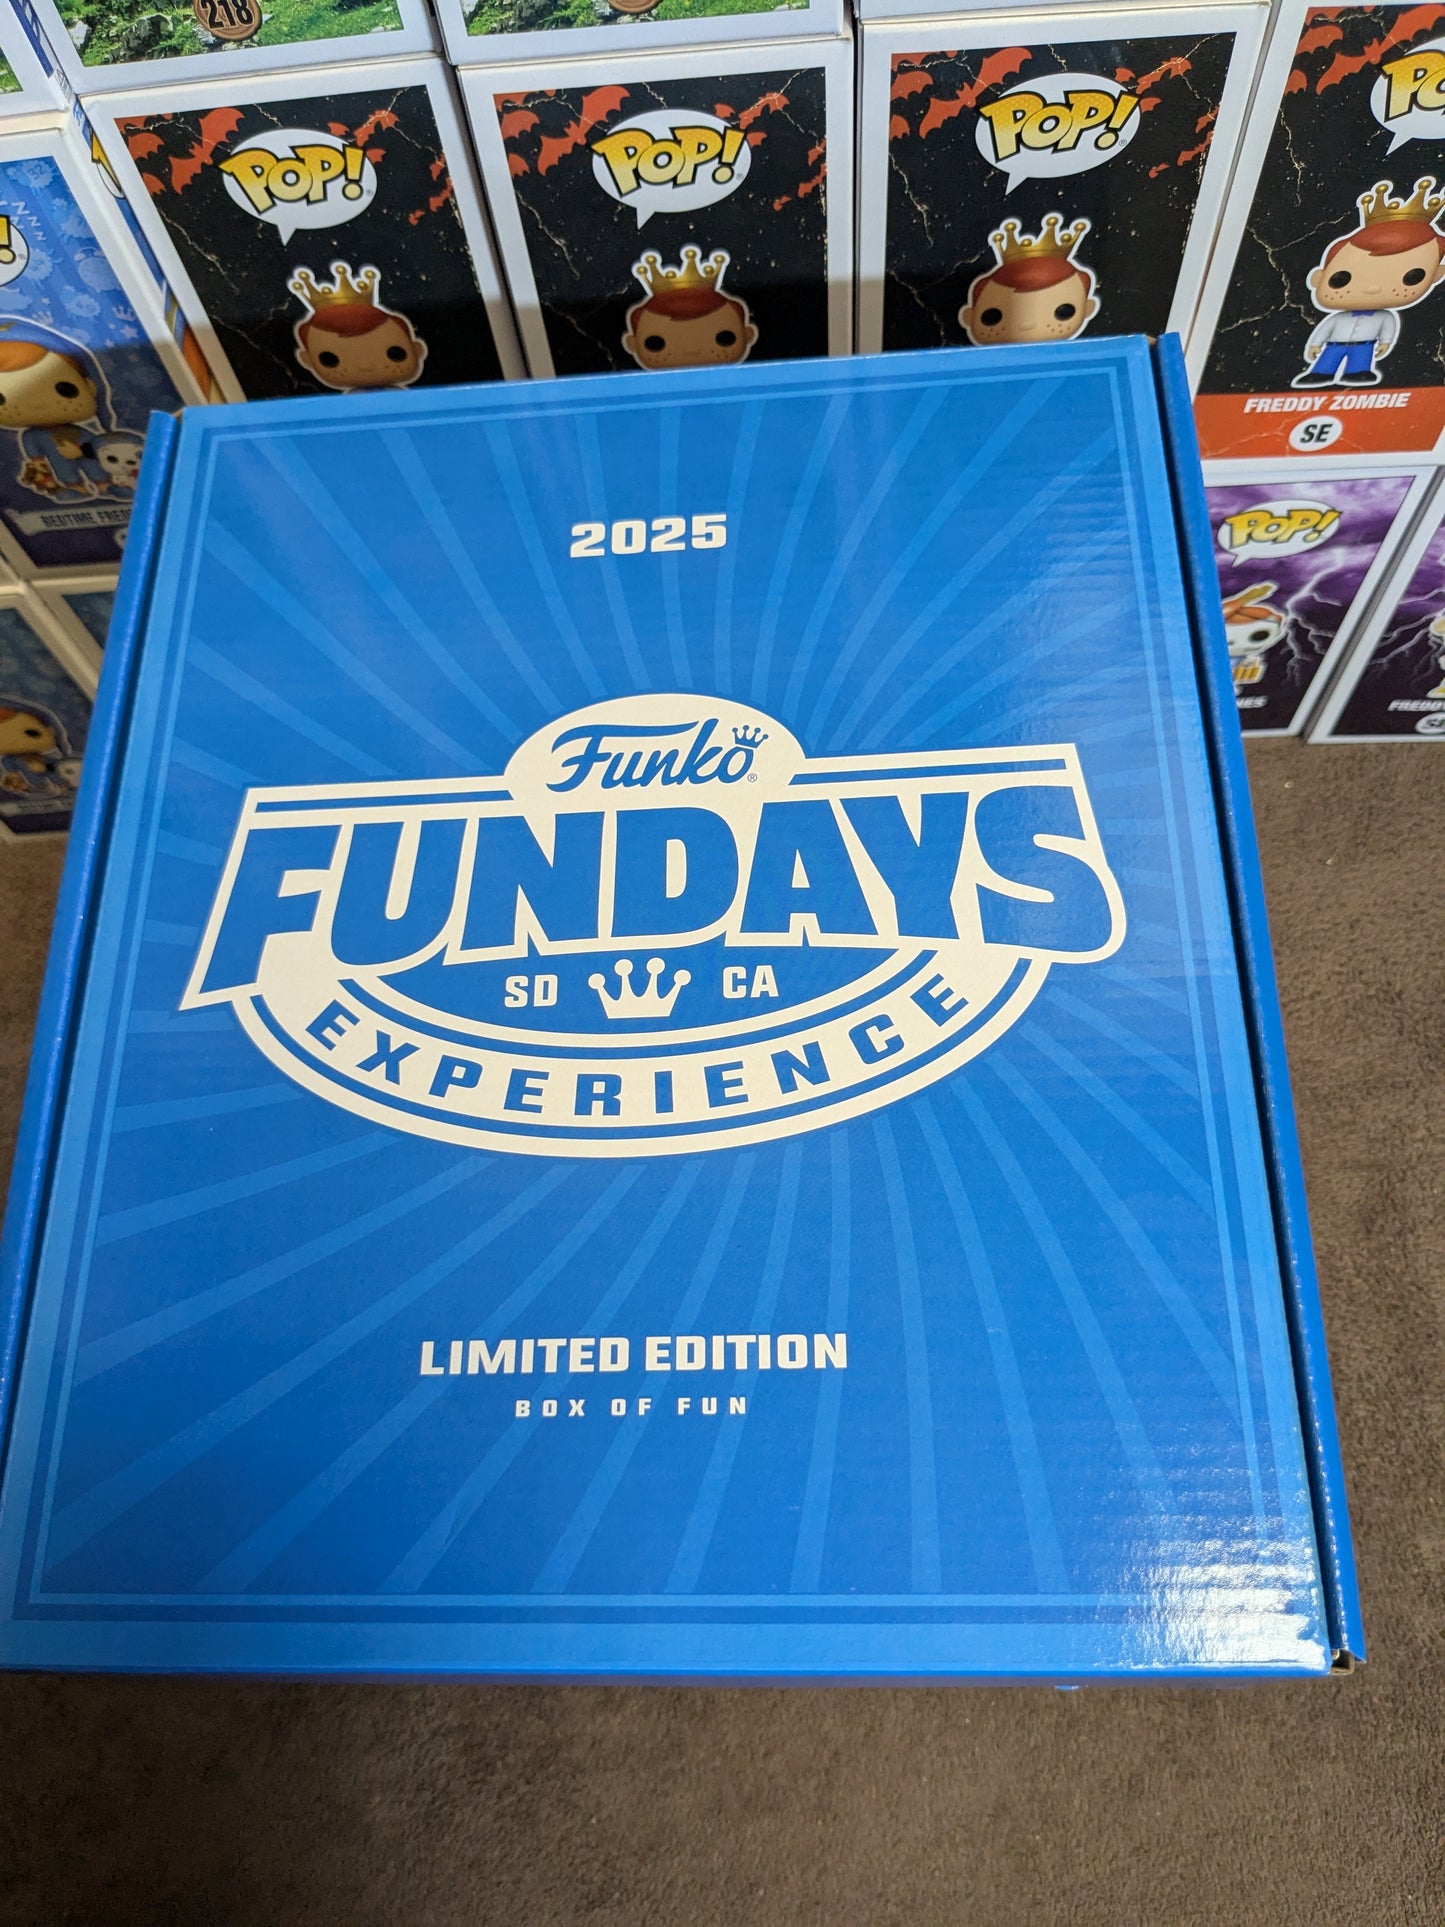 218
POP!
POP!
POP!
FREDDY ZOMBIE
SE
POP!
2025
Funko
FUNDAYS
SD CA
EXPERIENCE
LIMITED EDITION
BOX OF FUN